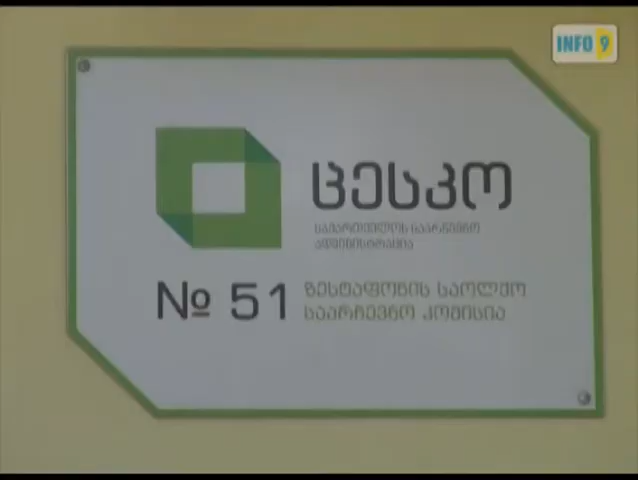 INFO 9
ცესკო
საქართველოს საარჩევნო
ადმინისტრაცია
№ 51
ზესტაფონის საოლქო
საარჩევნო კომისია